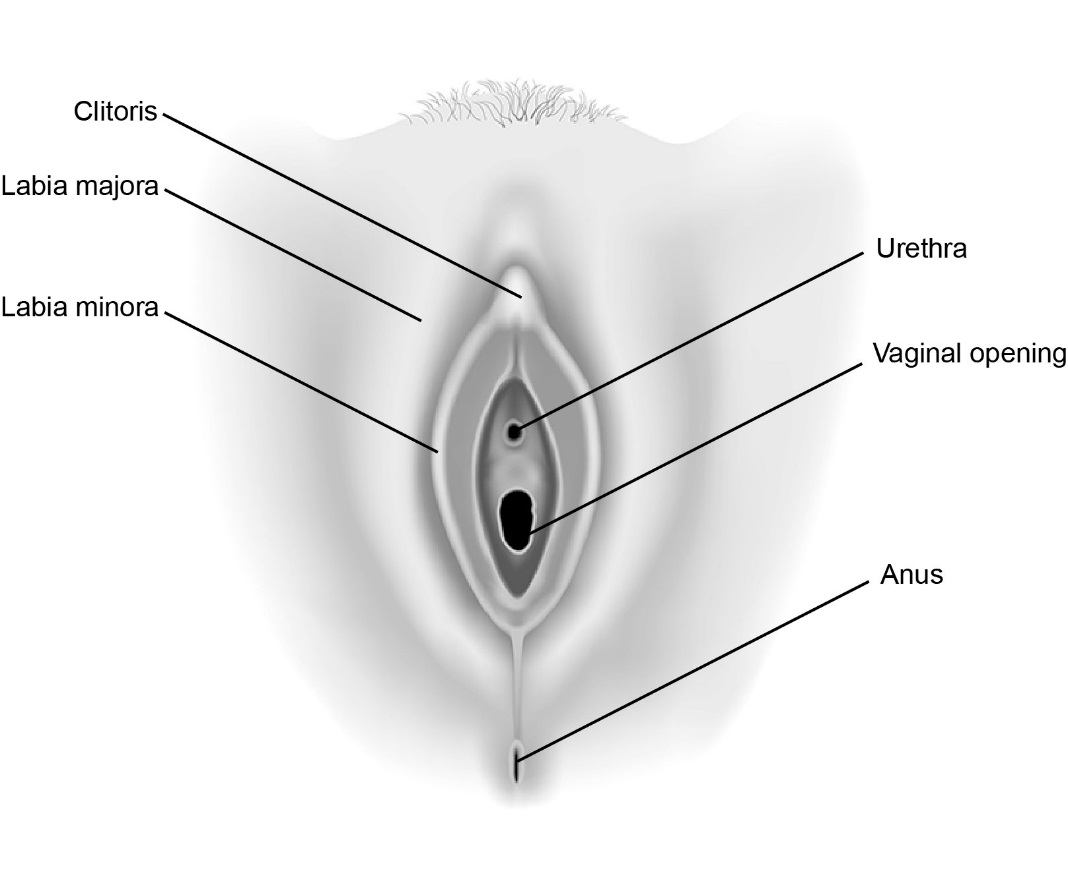 Clitoris
Labia majora
Labia minora
Urethra
Vaginal opening
Anus